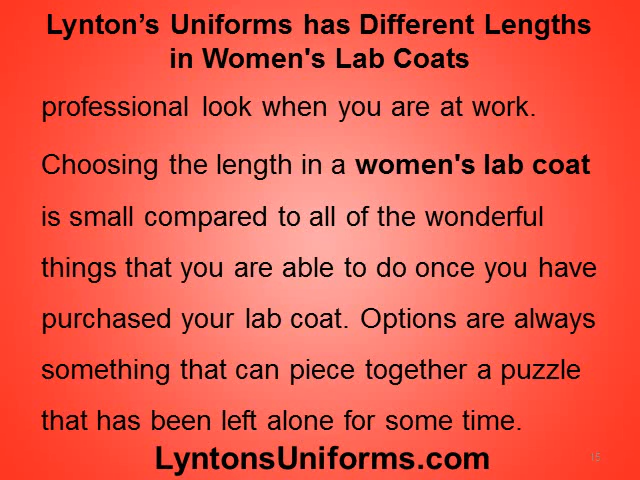 Lynton’s Uniforms has Different Lengths
in Women's Lab Coats
professional look when you are at work.
Choosing the length in a women's lab coat
is small compared to all of the wonderful
things that you are able to do once you have
purchased your lab coat. Options are always
something that can piece together a puzzle
that has been left alone for some time.
LyntonsUniforms.com
15